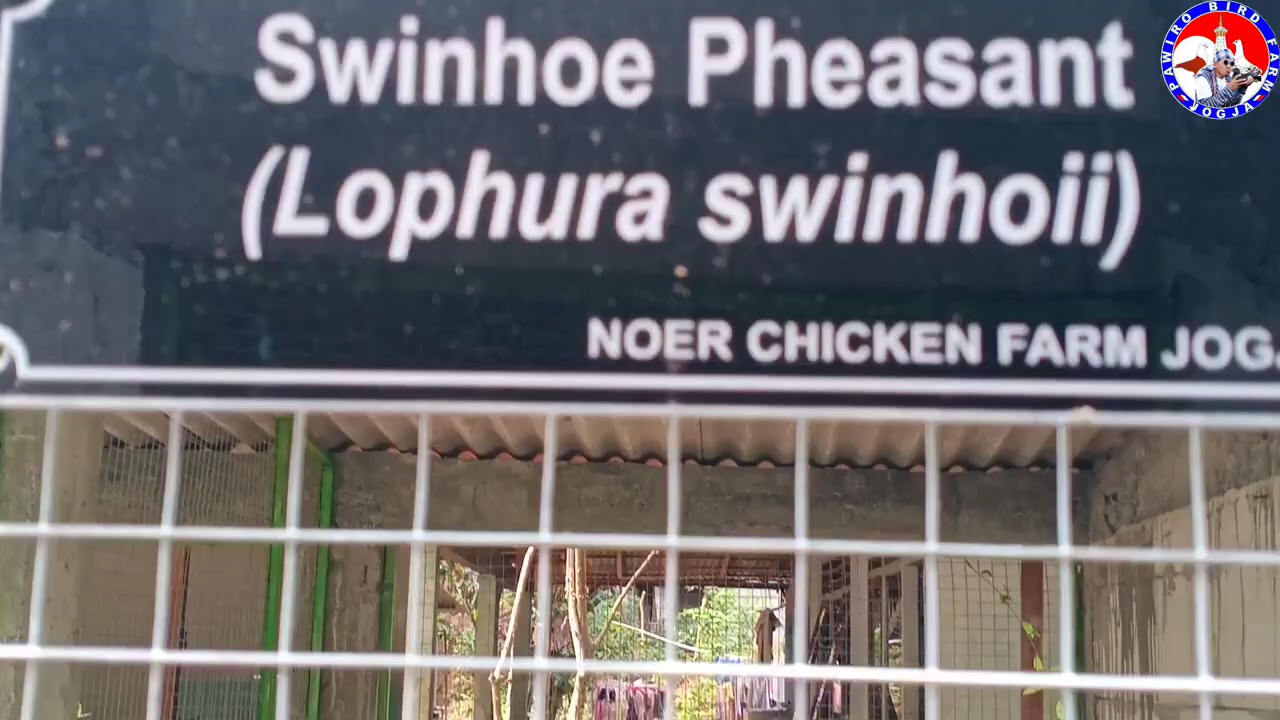 Swinhoe Pheasant
(Lophura swinhoii)
NOER CHICKEN FARM JOG
PAWIRO BIRD FARM
JOGJA